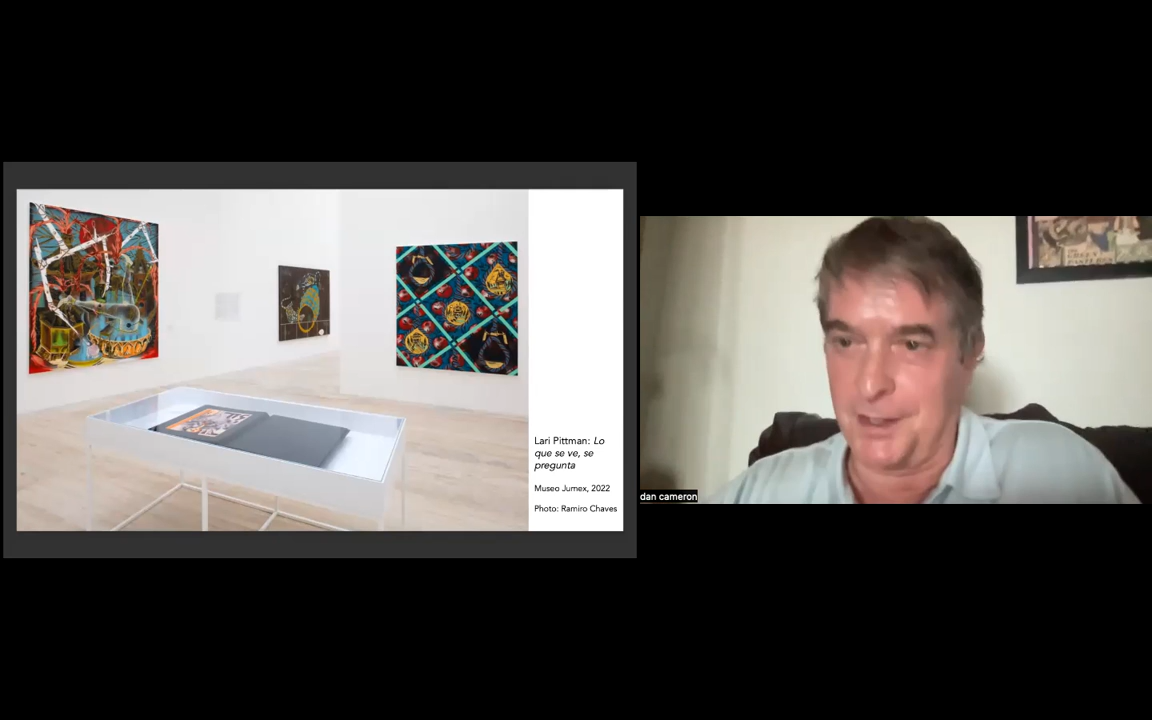 Lari Pittman: Lo
que se ve, se
pregunta
Museo Jumex, 2022
Photo: Ramiro Chaves
dan cameron